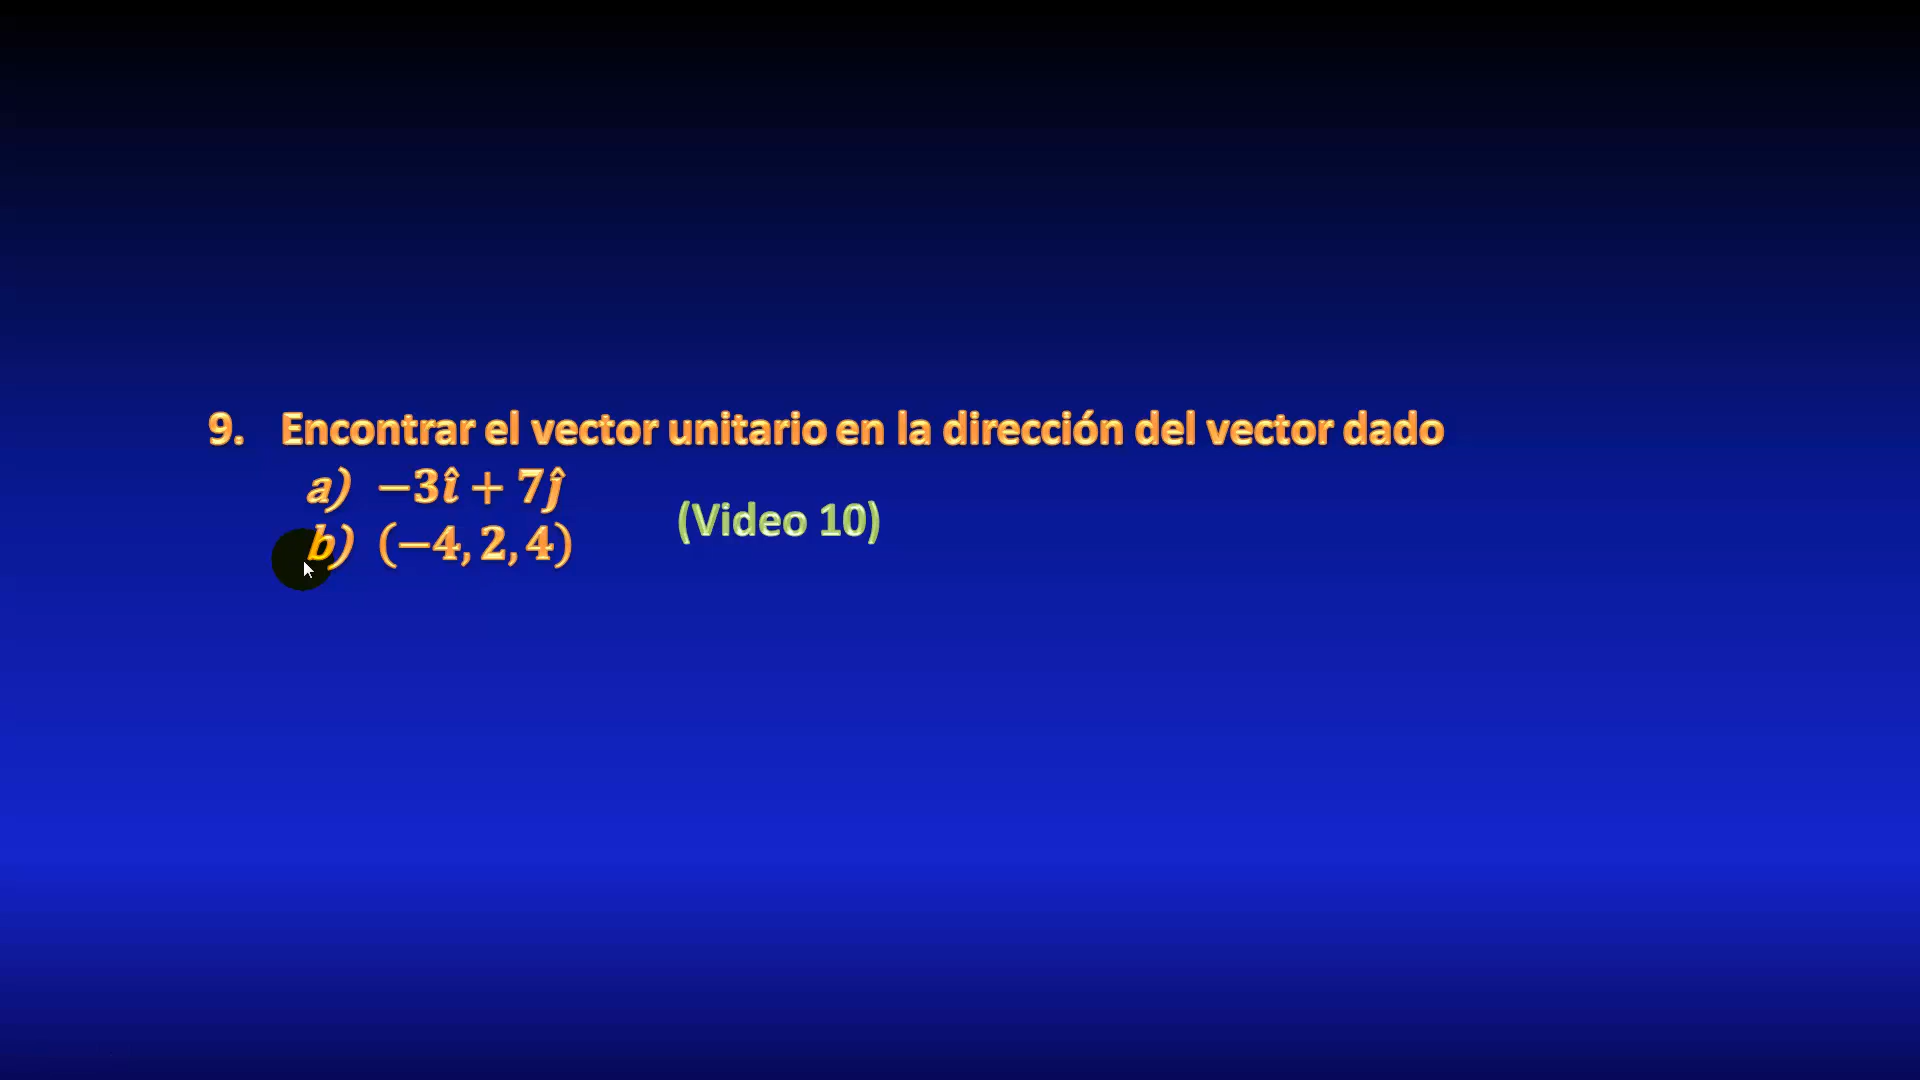 9. Encontrar el vector unitario en la dirección del vector dado
a) −3î + 7ĵ
(Video 10)
b) (−4, 2, 4)